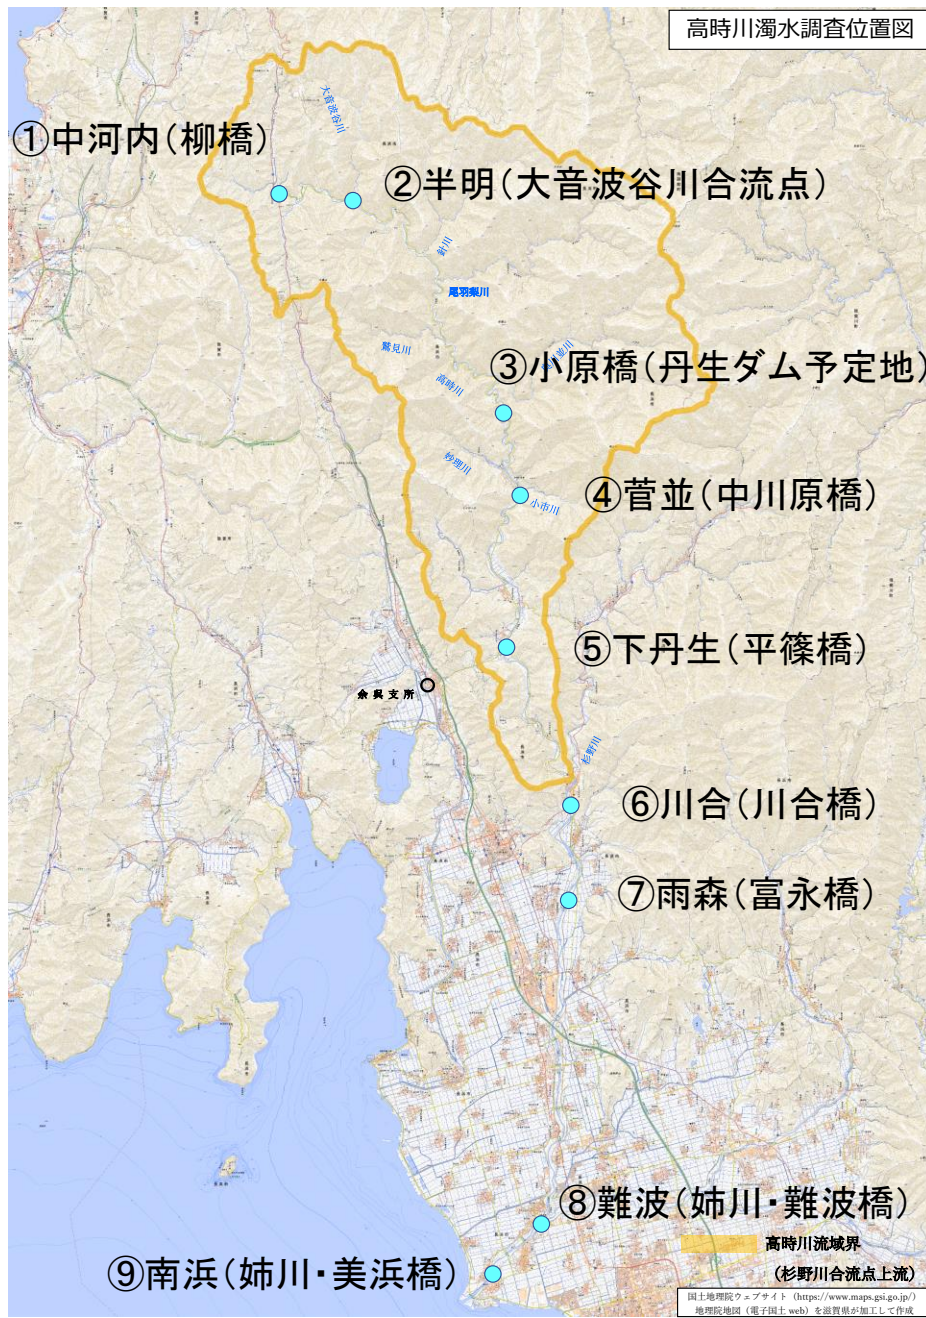 高時川濁水調査位置図
大音波谷川
①中河内(柳橋)
②半明(大音波谷川合流点)
針川
尾羽梨川
鷲見川
③小原橋(丹生ダム予定地)
高時川
妙理川
④菅並(中川原橋)
小市川
⑤下丹生(平篠橋)
余呉支所
杉野川
⑥川合(川合橋)
⑦雨森(富永橋)
⑧難波(姉川・難波橋)
高時川流域界
(杉野川合流点上流)
⑨南浜(姉川・美浜橋)
国土地理院ウェブサイト(https://www.maps.gsi.go.jp/)
地理院地図(電子国土 web)を滋賀県が加工して作成